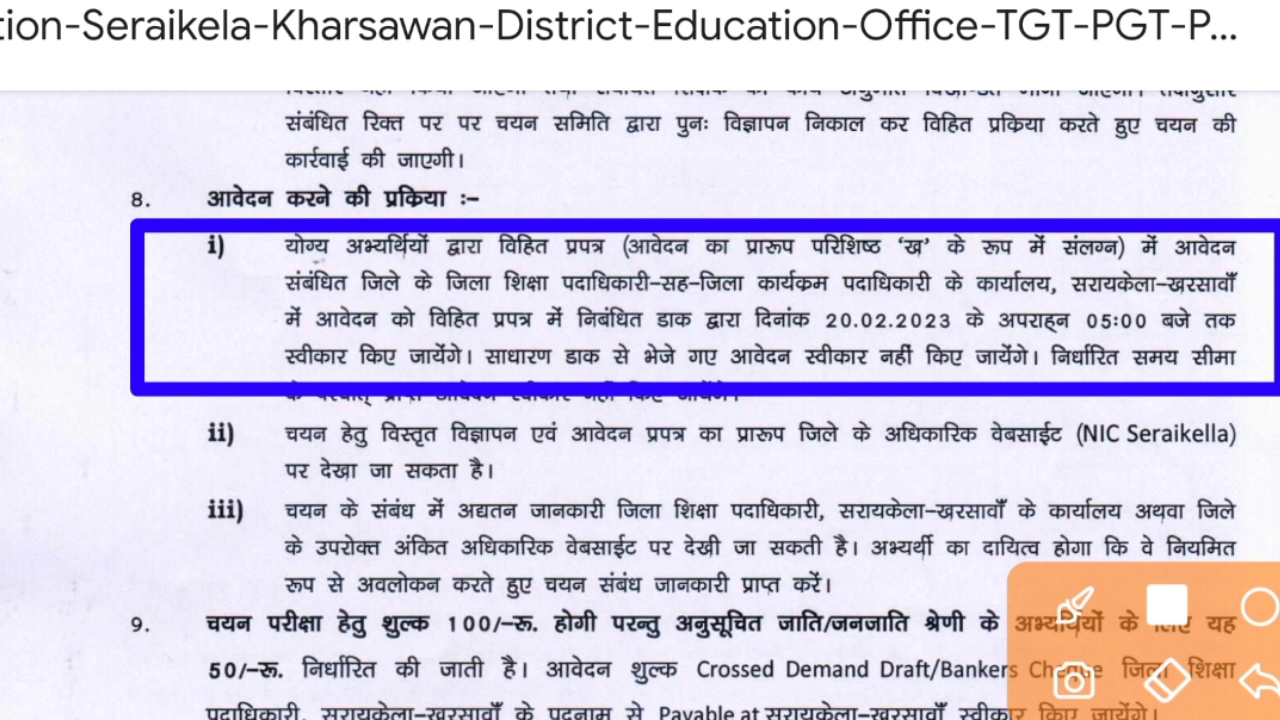 tion-Seraikela-Kharsawan-District-Education-Office-TGT-PGT-P...
संबंधित रिक्त पर पर चयन समिति द्वारा पुनः विज्ञापन निकाल कर विहित प्रक्रिया करते हुए चयन की
कार्रवाई की जाएगी।
8. आवेदन करने की प्रक्रिया :-
i) योग्य अभ्यर्थियों द्वारा विहित प्रपत्र (आवेदन का प्रारूप परिशिष्ठ ‘ख’ के रूप में संलग्न) में आवेदन
संबंधित जिले के जिला शिक्षा पदाधिकारी-सह-जिला कार्यक्रम पदाधिकारी के कार्यालय, सरायकेला-खरसावाँ
में आवेदन को विहित प्रपत्र में निबंधित डाक द्वारा दिनांक 20.02.2023 के अपराह्न 05:00 बजे तक
स्वीकार किए जायेंगे। साधारण डाक से भेजे गए आवेदन स्वीकार नहीं किए जायेंगे। निर्धारित समय सीमा
ii) चयन हेतु विस्तृत विज्ञापन एवं आवेदन प्रपत्र का प्रारूप जिले के अधिकारिक वेबसाईट (NIC Seraikella)
पर देखा जा सकता है।
iii) चयन के संबंध में अद्यतन जानकारी जिला शिक्षा पदाधिकारी, सरायकेला-खरसावाँ के कार्यालय अथवा जिले
के उपरोक्त अंकित अधिकारिक वेबसाईट पर देखी जा सकती है। अभ्यर्थी का दायित्व होगा कि वे नियमित
रूप से अवलोकन करते हुए चयन संबंध जानकारी प्राप्त करें।
9. चयन परीक्षा हेतु शुल्क 100/-रू. होगी परन्तु अनुसूचित जाति/जनजाति श्रेणी के अभ्यर्थियों के लिए यह
50/-रू. निर्धारित की जाती है। आवेदन शुल्क Crossed Demand Draft/Bankers Cheque जिला शिक्षा
पदाधिकारी, सरायकेला-खरसावाँ के पदनाम से Payable at सरायकेला-खरसावाँ स्वीकार किए जायेंगे।